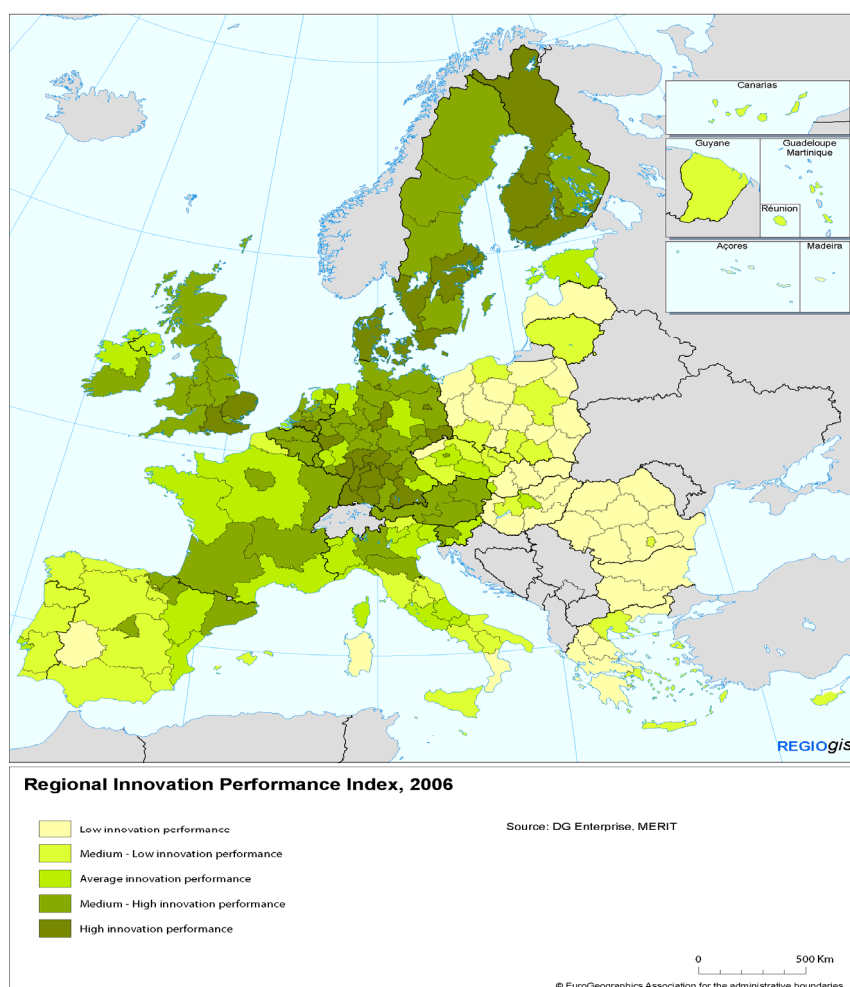 Canarias
Guyane
Guadeloupe
Martinique
Réunion
Açores
Madeira
REGIOgis
Regional Innovation Performance Index, 2006
Low innovation performance
Source: DG Enterprise, MERIT
Medium - Low innovation performance
Average innovation performance
Medium - High innovation performance
High innovation performance
0 500 Km
© EuroGeographics Association for the administrative boundaries